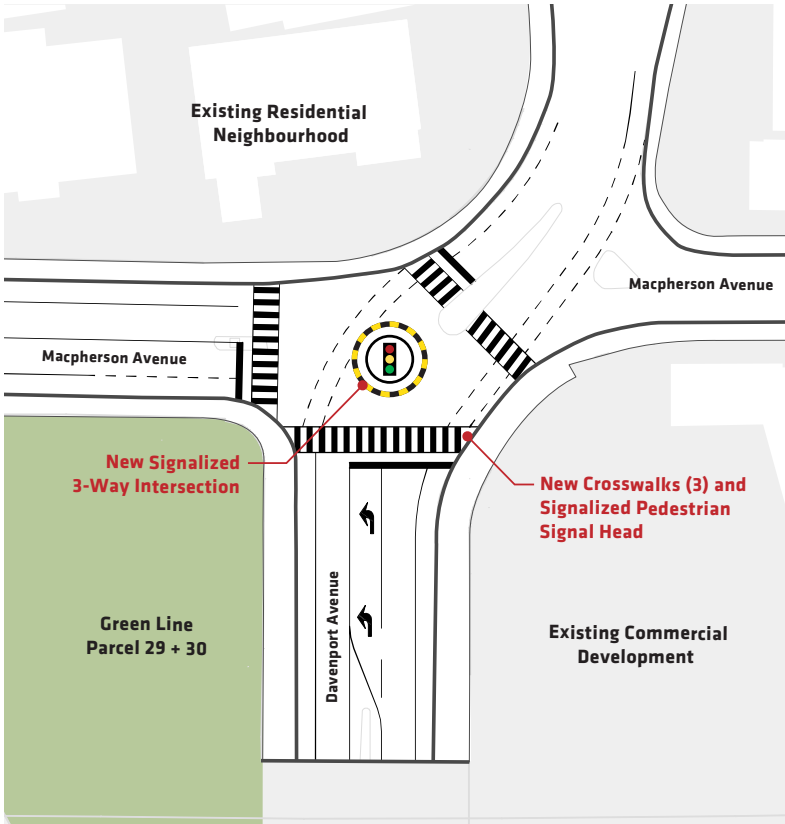 Existing Residential
Neighbourhood
Macpherson Avenue
Macpherson Avenue
New Signalized
3-Way Intersection
New Crosswalks (3) and
Signalized Pedestrian
Signal Head
Davenport Avenue
Green Line
Parcel 29 + 30
Existing Commercial
Development